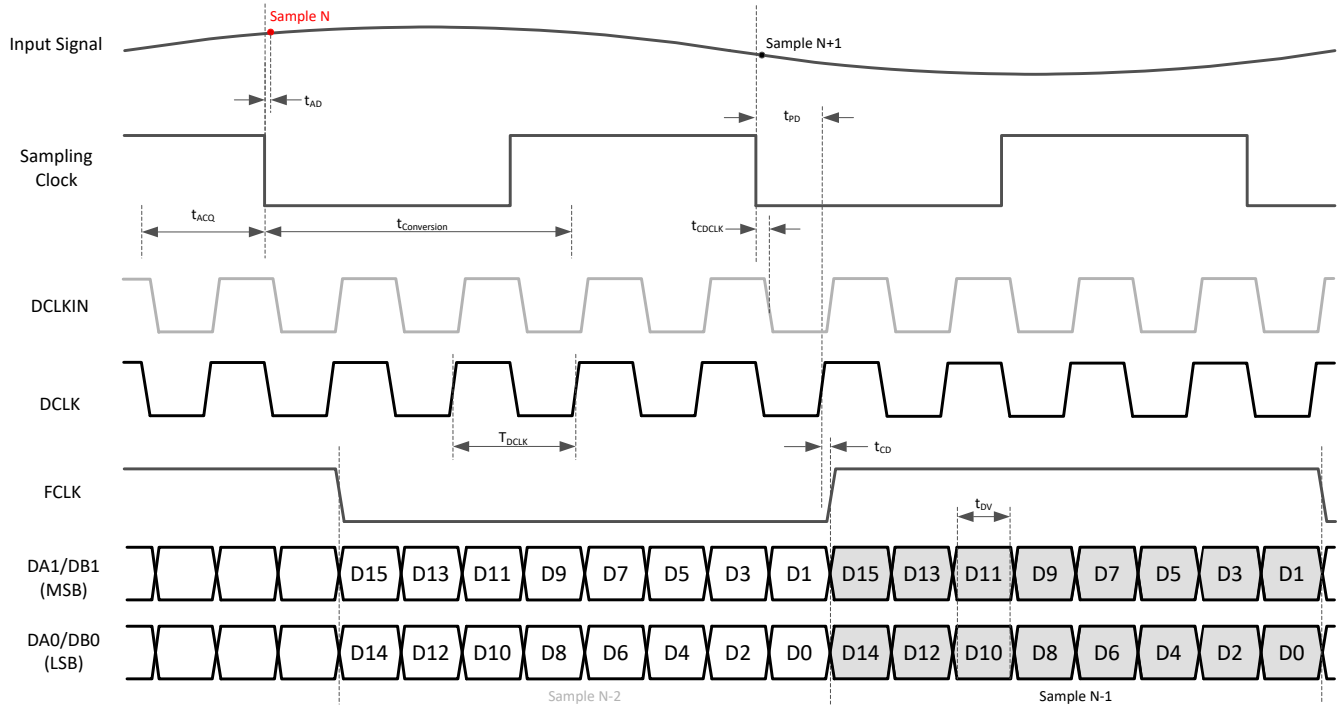 Sample N
Input Signal
Sample N+1
tAD
tPD
Sampling
Clock
tACQ
tConversion
tCDCLK
DCLKIN
DCLK
TDCLK
tCD
FCLK
tDV
DA1/DB1
(MSB)
D15 D13 D11 D9 D7 D5 D3 D1 D15 D13 D11 D9 D7 D5 D3 D1
DA0/DB0
(LSB)
D14 D12 D10 D8 D6 D4 D2 D0 D14 D12 D10 D8 D6 D4 D2 D0
Sample N-2 Sample N-1